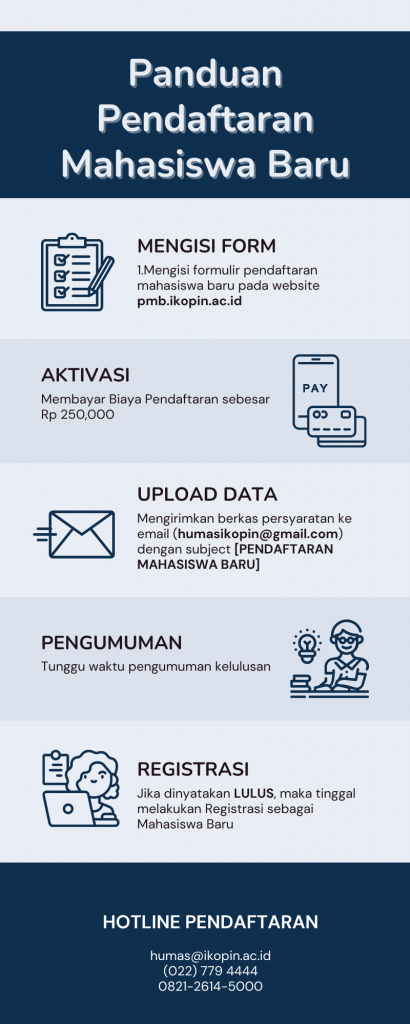 Panduan
Pendaftaran
Mahasiswa Baru
MENGISI FORM
1.Mengisi formulir pendaftaran
mahasiswa baru pada website
pmb.ikopin.ac.id
AKTIVASI
Membayar Biaya Pendaftaran sebesar
Rp 250,000
PAY
UPLOAD DATA
Mengirimkan berkas persyaratan ke
email (humasikopin@gmail.com)
dengan subject [PENDAFTARAN
MAHASISWA BARU]
PENGUMUMAN
Tunggu waktu pengumuman kelulusan
REGISTRASI
Jika dinyatakan LULUS, maka tinggal
melakukan Registrasi sebagai
Mahasiswa Baru
HOTLINE PENDAFTARAN
humas@ikopin.ac.id
(022) 779 4444
0821-2614-5000